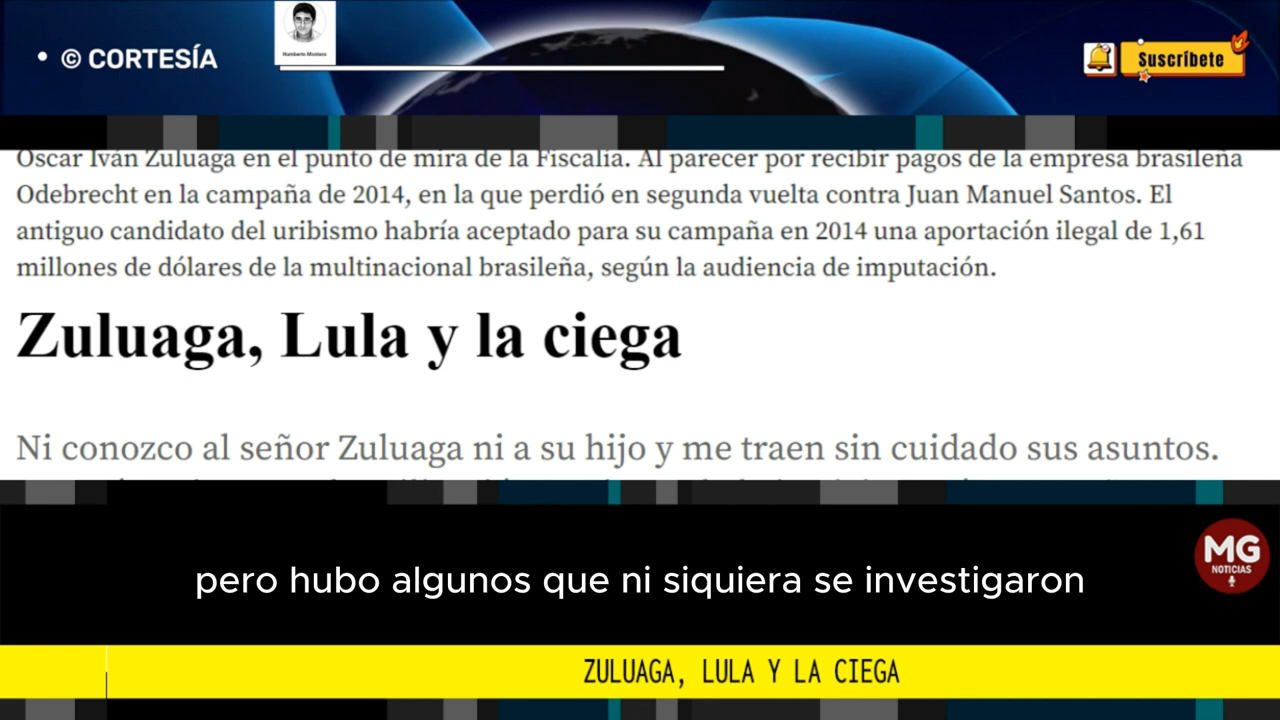 • © CORTESÍA
Humberto Montero
Suscríbete
Óscar Iván Zuluaga en el punto de mira de la Fiscalía. Al parecer por recibir pagos de la empresa brasileña
Odebrecht en la campaña de 2014, en la que perdió en segunda vuelta contra Juan Manuel Santos. El
antiguo candidato del uribismo habría aceptado para su campaña en 2014 una aportación ilegal de 1,61
millones de dólares de la multinacional brasileña, según la audiencia de imputación.
Zuluaga, Lula y la ciega
Ni conozco al señor Zuluaga ni a su hijo y me traen sin cuidado sus asuntos.
MG
NOTICIAS
pero hubo algunos que ni siquiera se investigaron
ZULUAGA, LULA Y LA CIEGA